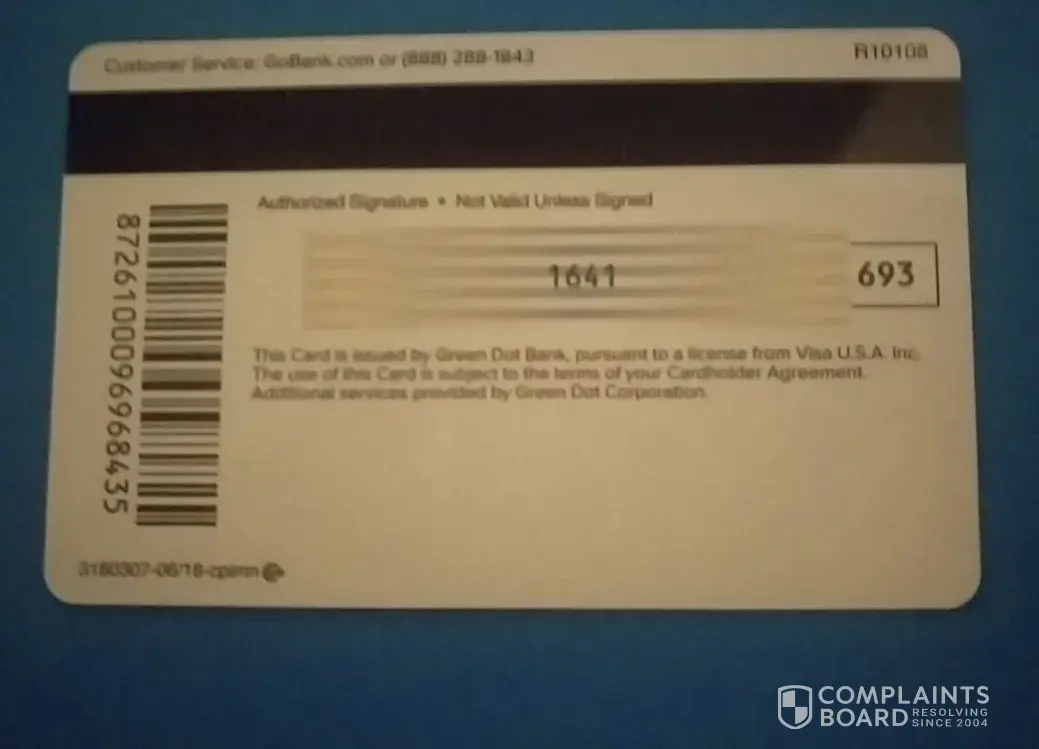 Customer Service: GoBank.com or (888) 288-1843
R10108
Authorized Signature • Not Valid Unless Signed
1641
693
This Card is issued by Green Dot Bank, pursuant to a license from Visa U.S.A. Inc.
The use of this Card is subject to the terms of your Cardholder Agreement.
Additional services provided by Green Dot Corporation.
8726100096968435
3180307-06/18-cpimn
COMPLAINTS
BOARD RESOLVING
SINCE 2004